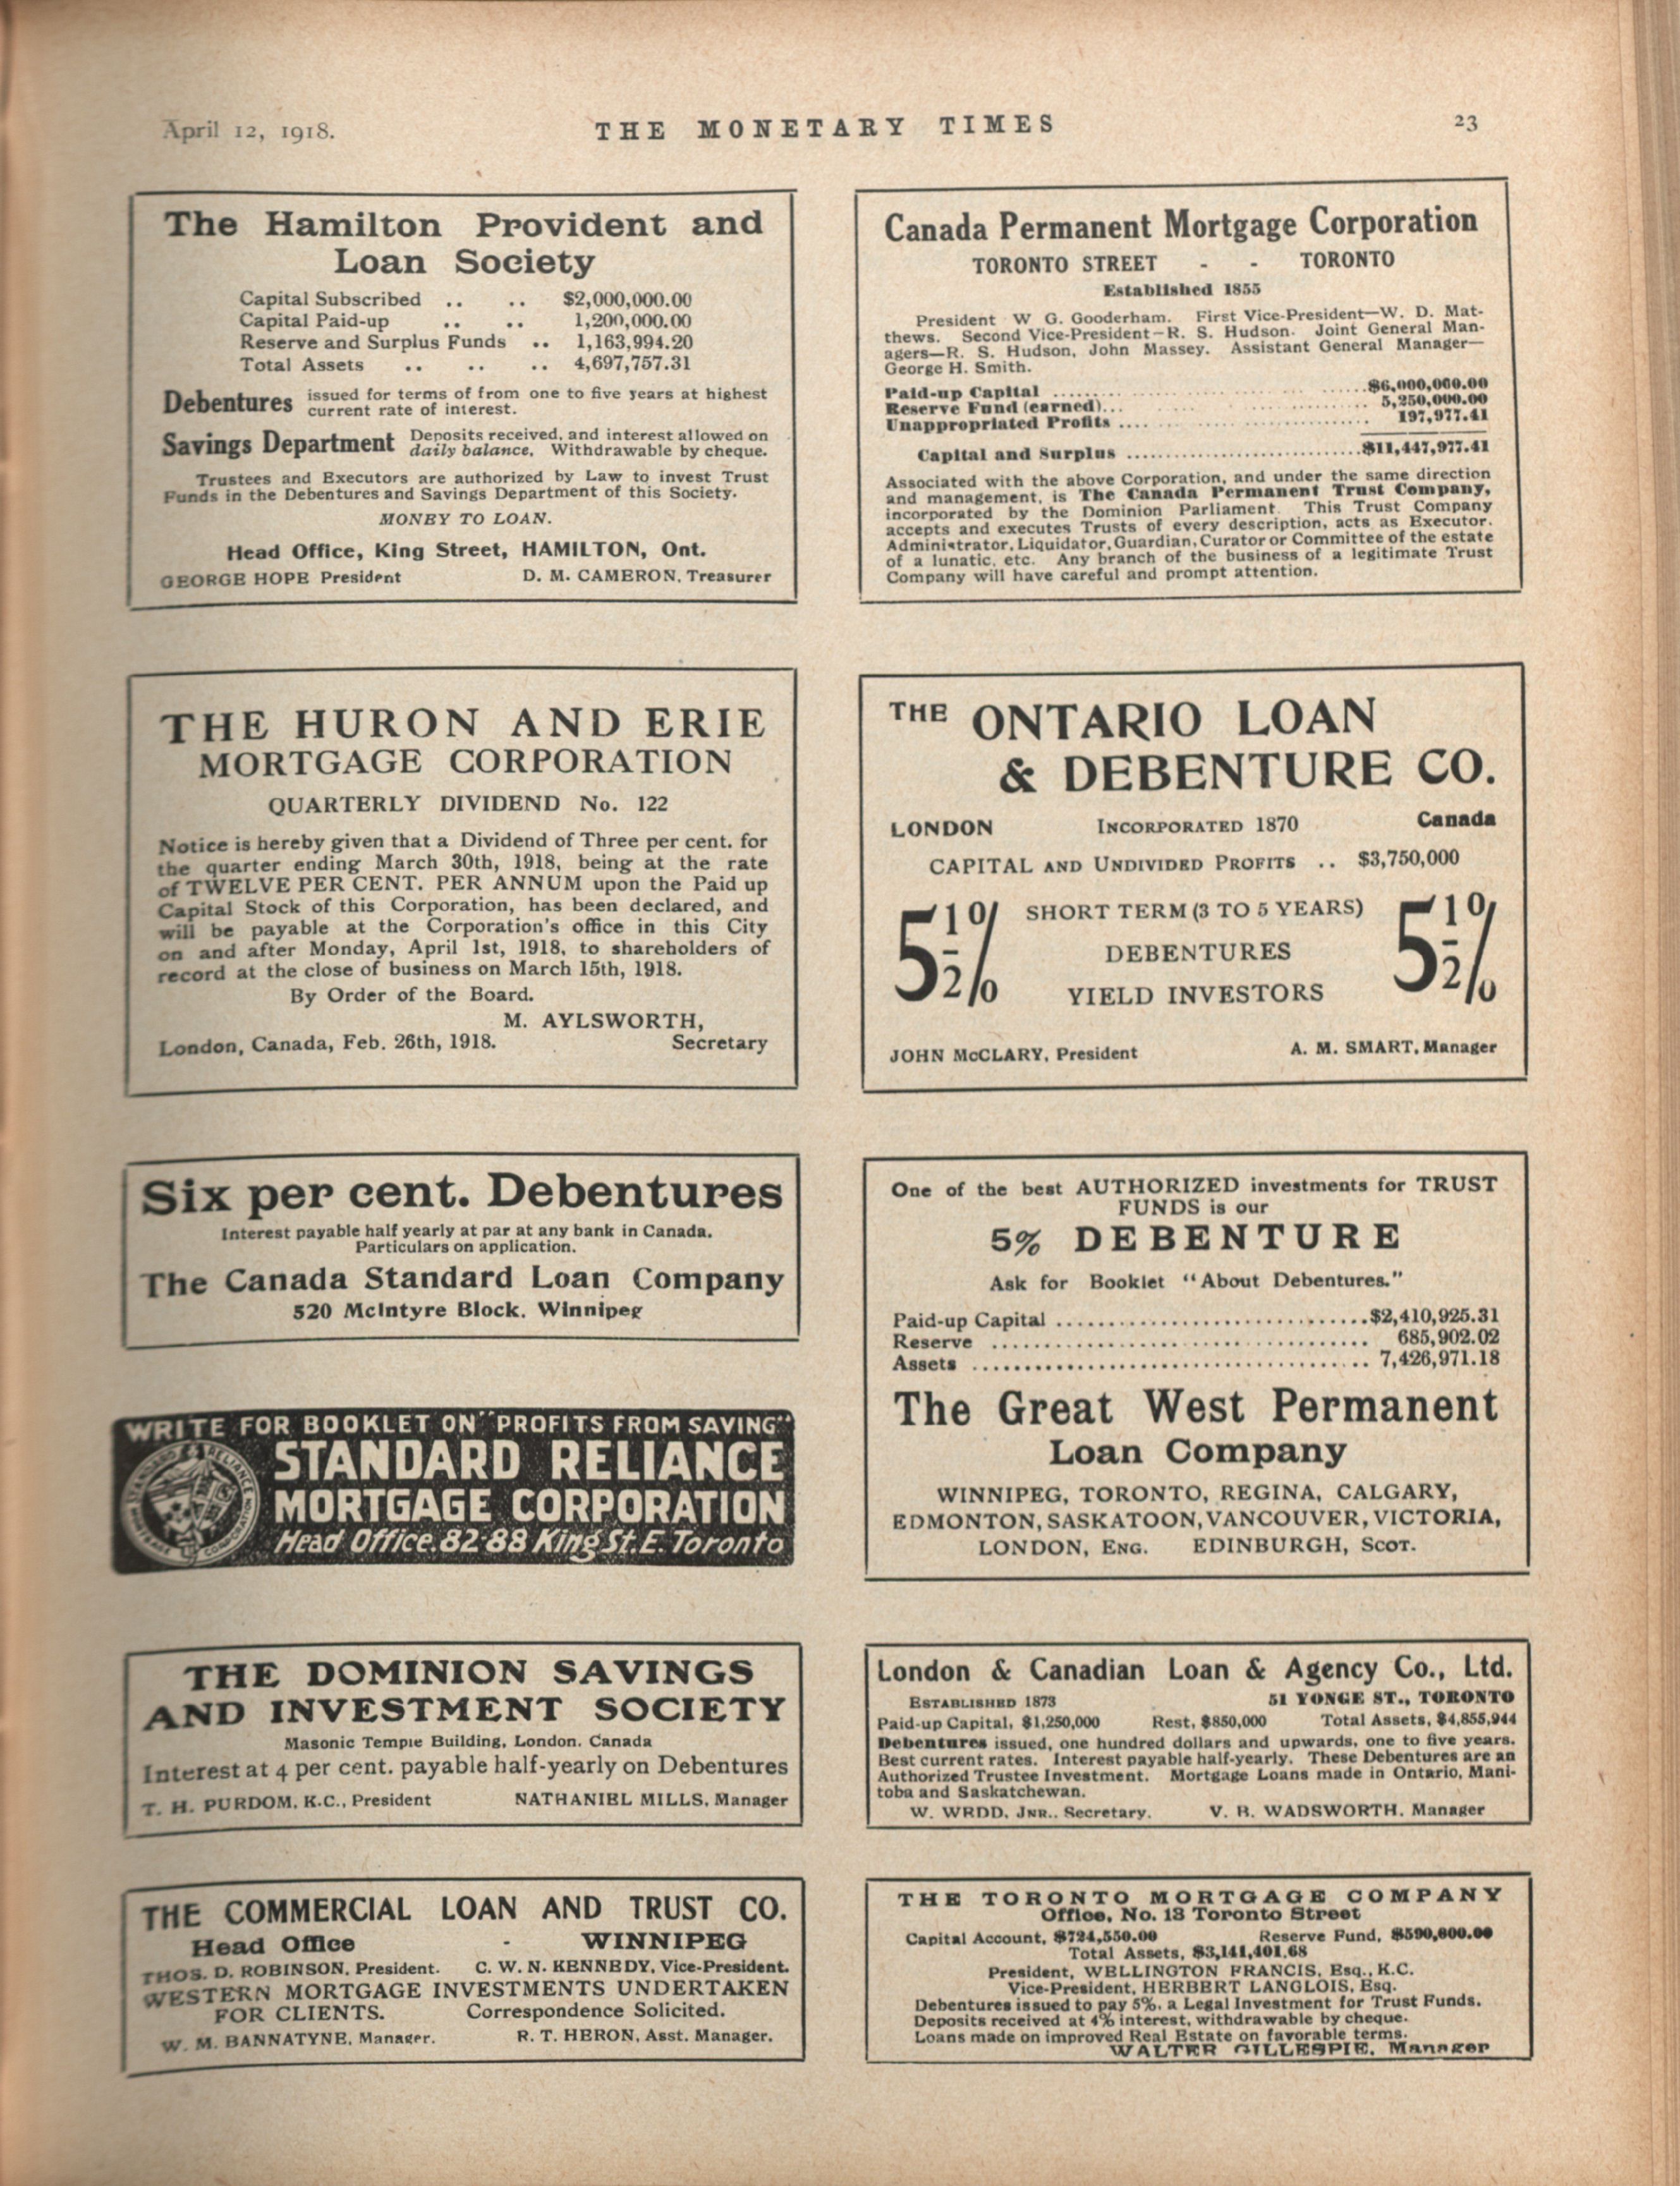 April 12, 1918.
THE MONETARY TIMES
23
The Hamilton Provident and
Loan Society
Capital Subscribed .. .. $2,000,000.00
Capital Paid-up .. .. 1,200,000.00
Reserve and Surplus Funds .. 1,163,994.20
Total Assets .. .. .. 4,697,757.31
Debentures issued for terms of from one to five years at highest
current rate of interest.
Savings Department Deposits received, and interest allowed on
daily balance. Withdrawable by cheque.
Trustees and Executors are authorized by Law to invest Trust
Funds in the Debentures and Savings Department of this Society.
MONEY TO LOAN.
Head Office, King Street, HAMILTON, Ont.
GEORGE HOPE President D. M. CAMERON, Treasurer
Canada Permanent Mortgage Corporation
TORONTO STREET - - TORONTO
Established 1855
President W G. Gooderham. First Vice-President—W. D. Mat-
thews. Second Vice-President—R. S. Hudson. Joint General Man-
agers—R. S. Hudson, John Massey. Assistant General Manager—
George H. Smith.
Paid-up Capital ........ $6,000,000.00
Reserve Fund (earned)... 5,250,000.00
Unappropriated Profits .... 197,977.41
Capital and Surplus ........ $11,447,977.41
Associated with the above Corporation, and under the same direction
and management, is The Canada Permanent Trust Company,
incorporated by the Dominion Parliament. This Trust Company
accepts and executes Trusts of every description, acts as Executor.
Administrator, Liquidator, Guardian, Curator or Committee of the estate
of a lunatic, etc. Any branch of the business of a legitimate Trust
Company will have careful and prompt attention.
THE HURON AND ERIE
MORTGAGE CORPORATION
QUARTERLY DIVIDEND No. 122
Notice is hereby given that a Dividend of Three per cent. for
the quarter ending March 30th, 1918, being at the rate
of TWELVE PER CENT. PER ANNUM upon the Paid up
Capital Stock of this Corporation, has been declared, and
will be payable at the Corporation's office in this City
on and after Monday, April 1st, 1918, to shareholders of
record at the close of business on March 15th, 1918.
By Order of the Board.
M. AYLSWORTH,
London, Canada, Feb. 26th, 1918. Secretary
THE ONTARIO LOAN
& DEBENTURE CO.
LONDON INCORPORATED 1870 Canada
CAPITAL AND UNDIVIDED PROFITS .. $3,750,000
5½% SHORT TERM (3 TO 5 YEARS) 5½%
DEBENTURES
YIELD INVESTORS
JOHN McCLARY, President A. M. SMART, Manager
Six per cent. Debentures
Interest payable half yearly at par at any bank in Canada.
Particulars on application.
The Canada Standard Loan Company
520 McIntyre Block, Winnipeg
One of the best AUTHORIZED investments for TRUST
FUNDS is our
5% DEBENTURE
Ask for Booklet "About Debentures."
Paid-up Capital ........ $2,410,925.31
Reserve ........ 685,902.02
Assets ........ 7,426,971.18
The Great West Permanent
Loan Company
WINNIPEG, TORONTO, REGINA, CALGARY,
EDMONTON, SASKATOON, VANCOUVER, VICTORIA,
LONDON, ENG. EDINBURGH, SCOT.
WRITE FOR BOOKLET ON "PROFITS FROM SAVING"
STANDARD RELIANCE
MORTGAGE CORPORATION
Head Office. 82-88 King St. E. Toronto
THE DOMINION SAVINGS
AND INVESTMENT SOCIETY
Masonic Temple Building, London, Canada
Interest at 4 per cent. payable half-yearly on Debentures
T. H. PURDOM, K.C., President NATHANIEL MILLS, Manager
London & Canadian Loan & Agency Co., Ltd.
ESTABLISHED 1873 51 YONGE ST., TORONTO
Paid-up Capital, $1,250,000 Rest, $850,000 Total Assets, $4,855,944
Debentures issued, one hundred dollars and upwards, one to five years.
Best current rates. Interest payable half-yearly. These Debentures are an
Authorized Trustee Investment. Mortgage Loans made in Ontario, Mani-
toba and Saskatchewan.
W. WEDD, JNR., Secretary. V. B. WADSWORTH, Manager
THE COMMERCIAL LOAN AND TRUST CO.
Head Office - WINNIPEG
THOS. D. ROBINSON, President. C. W. N. KENNEDY, Vice-President.
WESTERN MORTGAGE INVESTMENTS UNDERTAKEN
FOR CLIENTS. Correspondence Solicited.
W. M. BANNATYNE, Manager. R. T. HERON, Asst. Manager.
THE TORONTO MORTGAGE COMPANY
Office, No. 13 Toronto Street
Capital Account, $724,550.00 Reserve Fund, $590,600.00
Total Assets, $3,141,401.68
President, WELLINGTON FRANCIS, Esq., K.C.
Vice-President, HERBERT LANGLOIS, Esq.
Debentures issued to pay 5%, a Legal Investment for Trust Funds.
Deposits received at 4% interest, withdrawable by cheque.
Loans made on improved Real Estate on favorable terms.
WALTER GILLESPIE, Manager